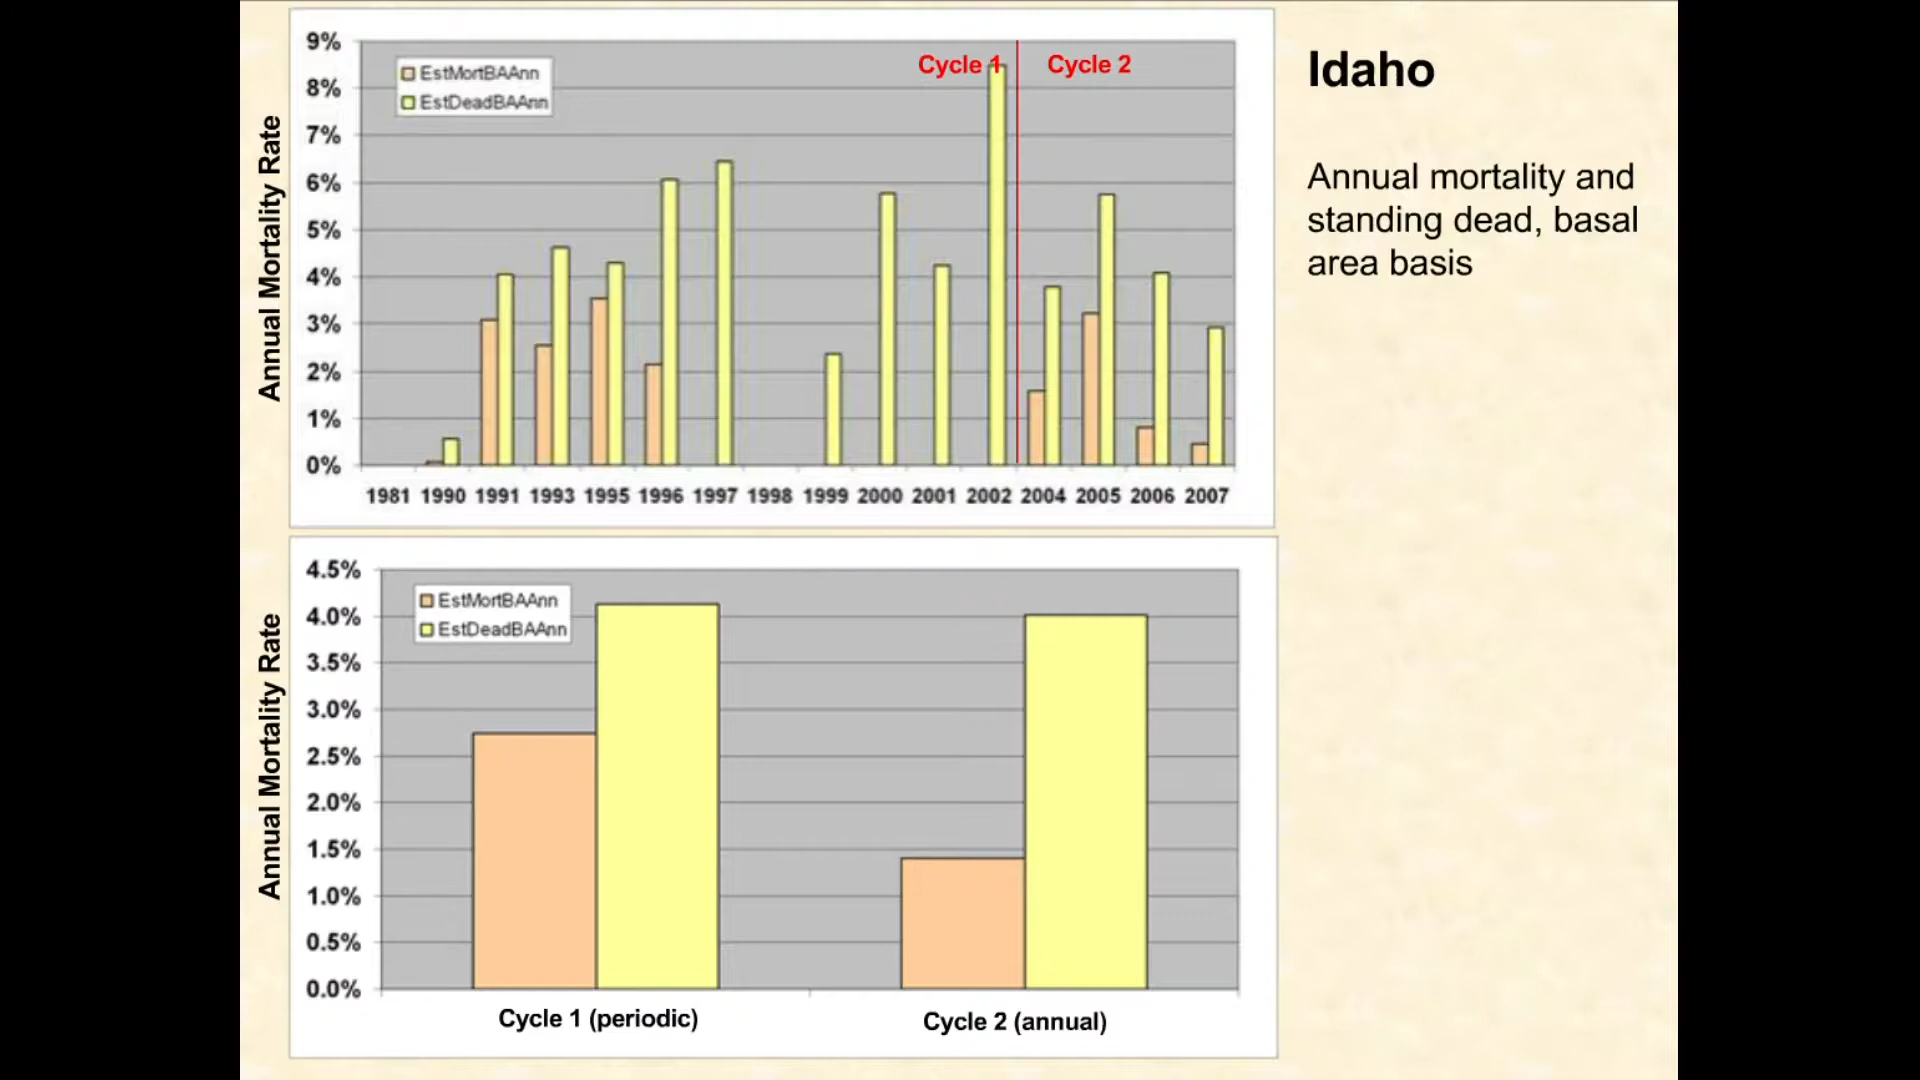 Idaho
Annual mortality and
standing dead, basal
area basis
Annual Mortality Rate
9%
8%
7%
6%
5%
4%
3%
2%
1%
0%
EstMortBAAnn
EstDeadBAAnn
Cycle 1
Cycle 2
1981 1990 1991 1993 1995 1996 1997 1998 1999 2000 2001 2002 2004 2005 2006 2007
Annual Mortality Rate
4.5%
4.0%
3.5%
3.0%
2.5%
2.0%
1.5%
1.0%
0.5%
0.0%
EstMortBAAnn
EstDeadBAAnn
Cycle 1 (periodic)
Cycle 2 (annual)